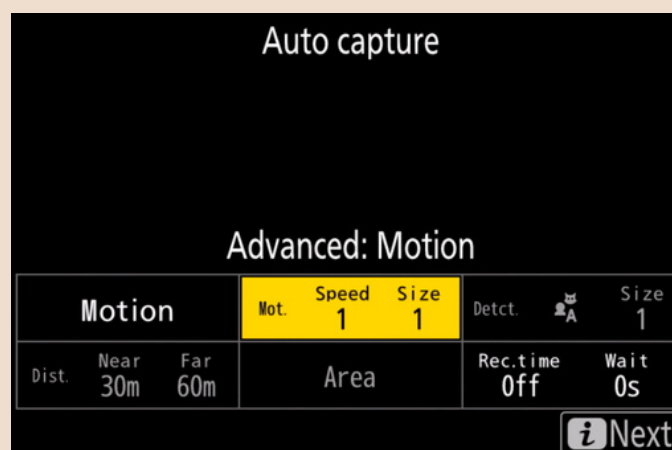 Auto capture
Advanced: Motion
Motion
Mot. Speed 1 Size 1
Detct. A Size 1
Dist. Near 30m Far 60m
Area
Rec.time Off Wait 0s
i Next